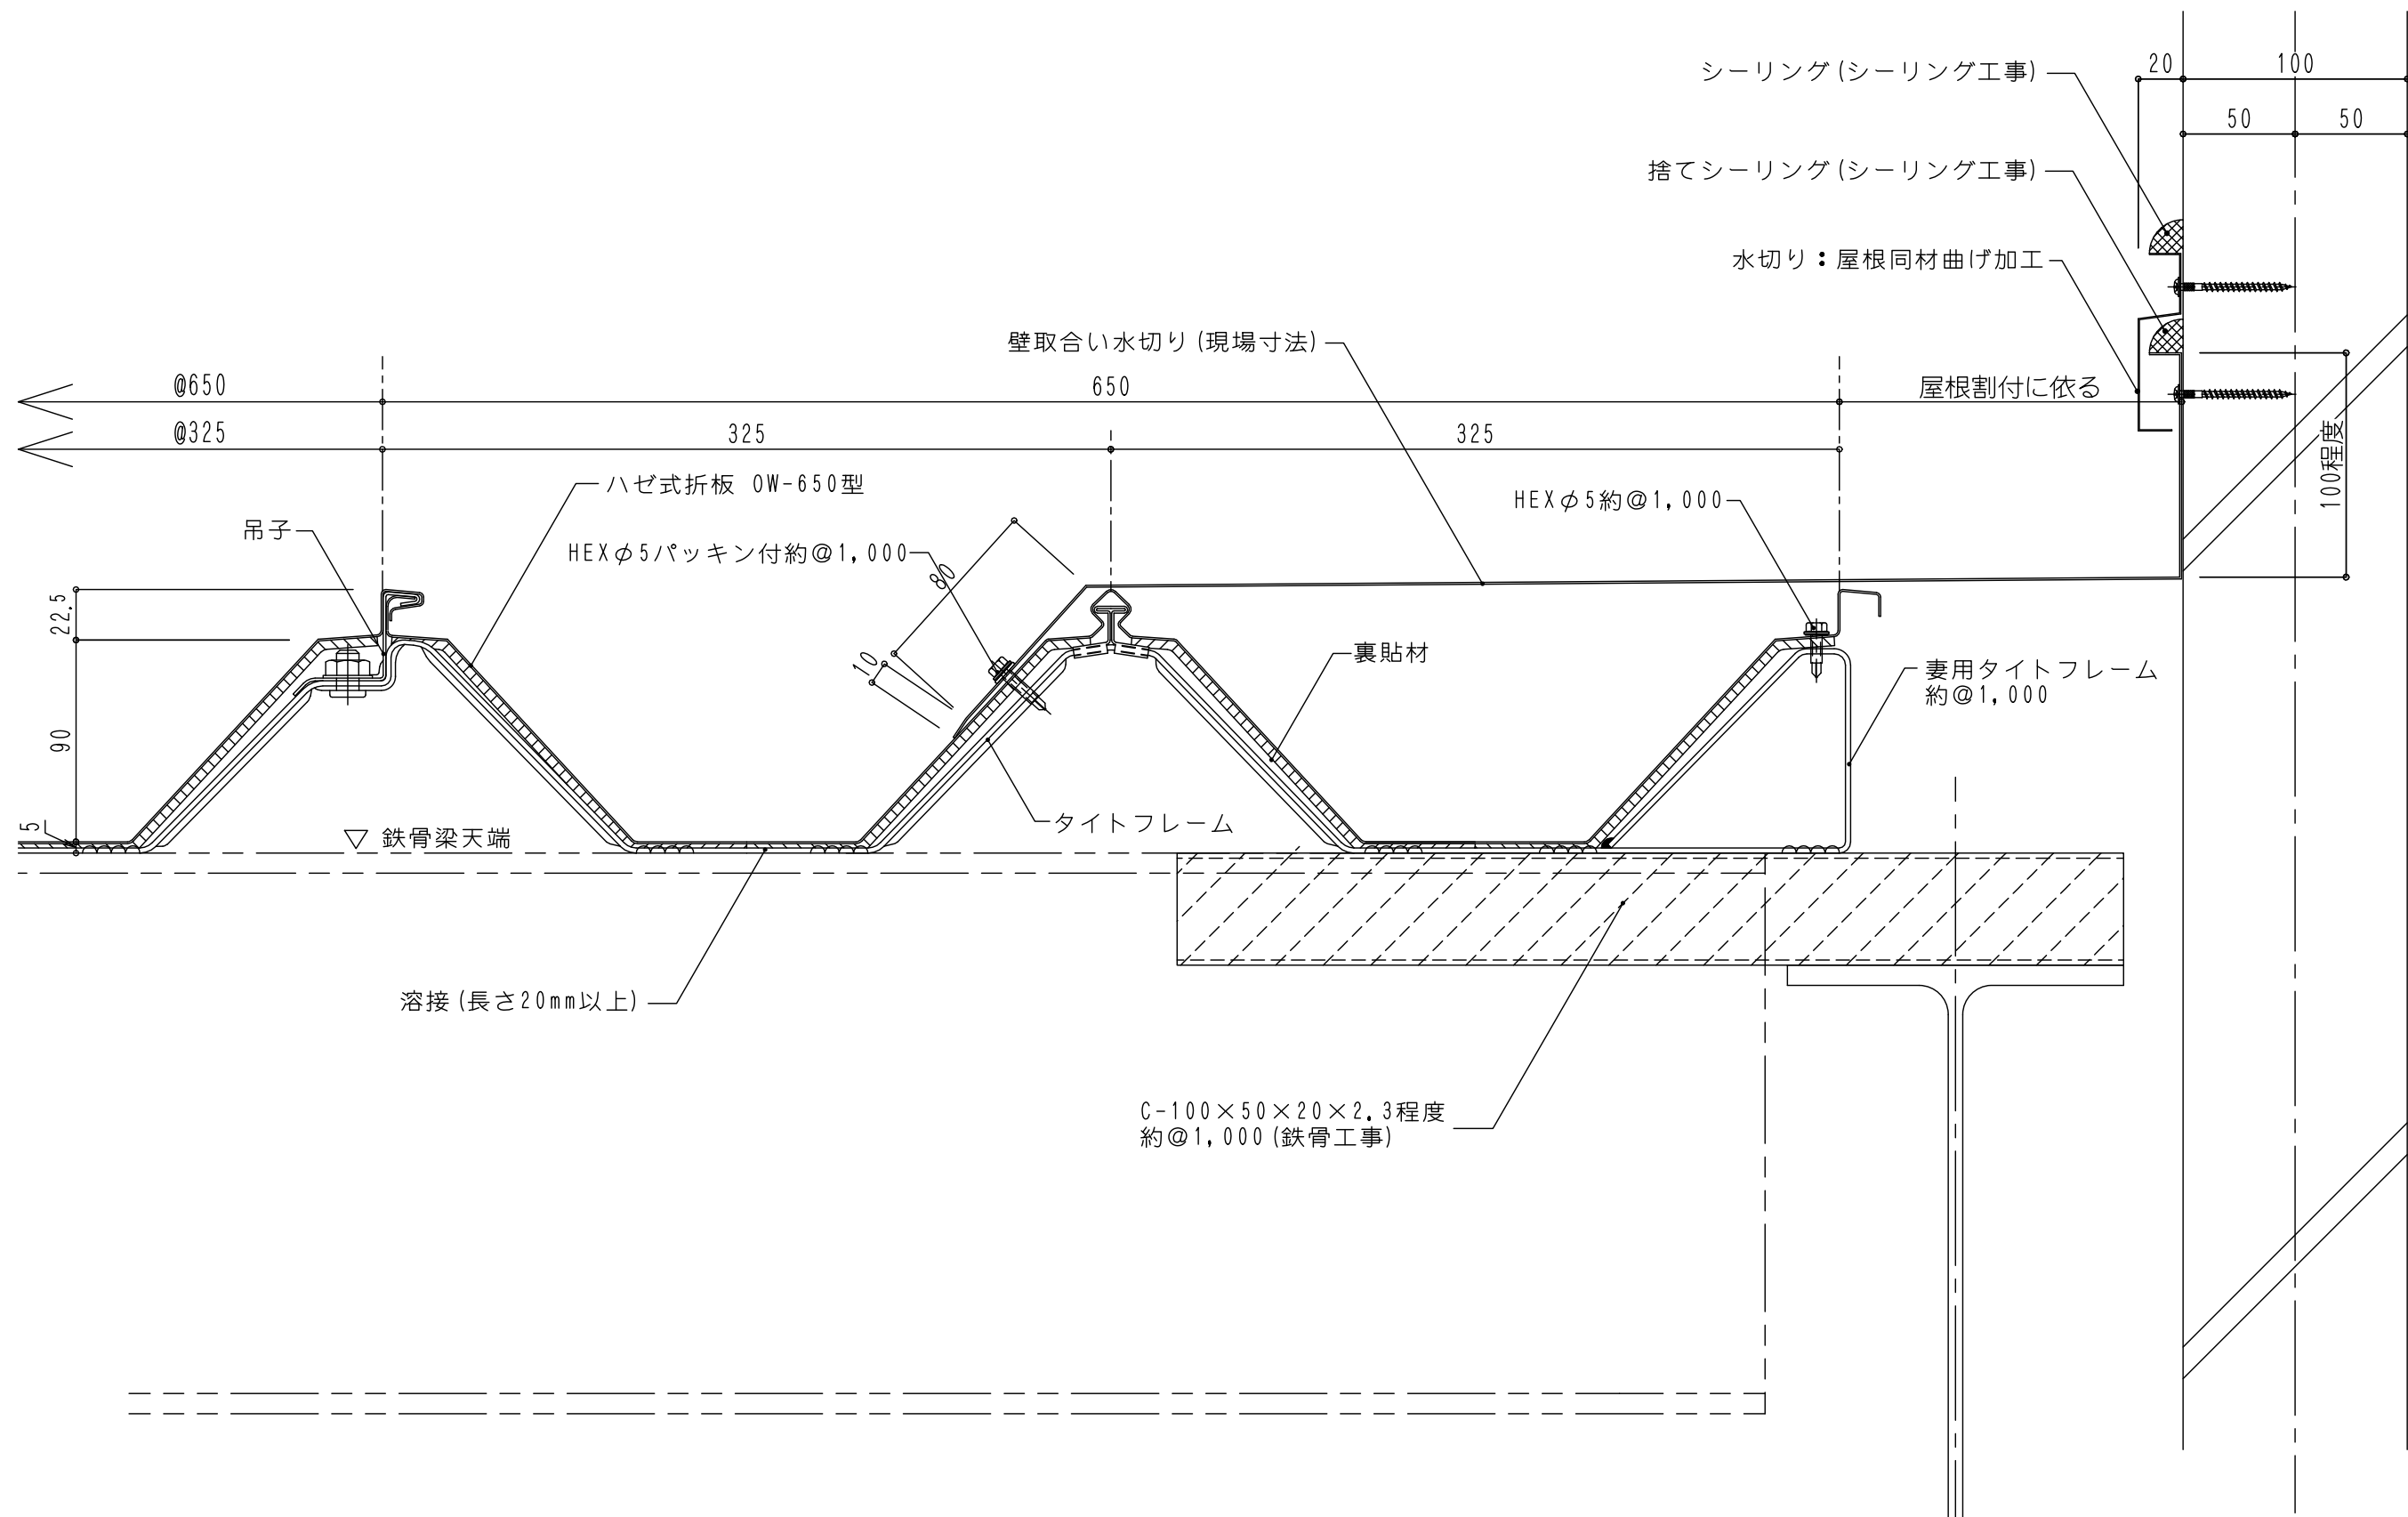 20
100
シーリング(シーリング工事)
50
50
捨てシーリング(シーリング工事)
水切り：屋根同材曲げ加工
壁取合い水切り(現場寸法)
@650
650
屋根割付に依る
@325
325
325
100程度
ハゼ式折板 OW-650型
HEXφ5約@1,000
吊子
HEXφ5パッキン付約@1,000
80
22.5
10
裏貼材
妻用タイトフレーム
約@1,000
90
5
▽ 鉄骨梁天端
タイトフレーム
溶接(長さ20mm以上)
C-100×50×20×2.3程度
約@1,000(鉄骨工事)